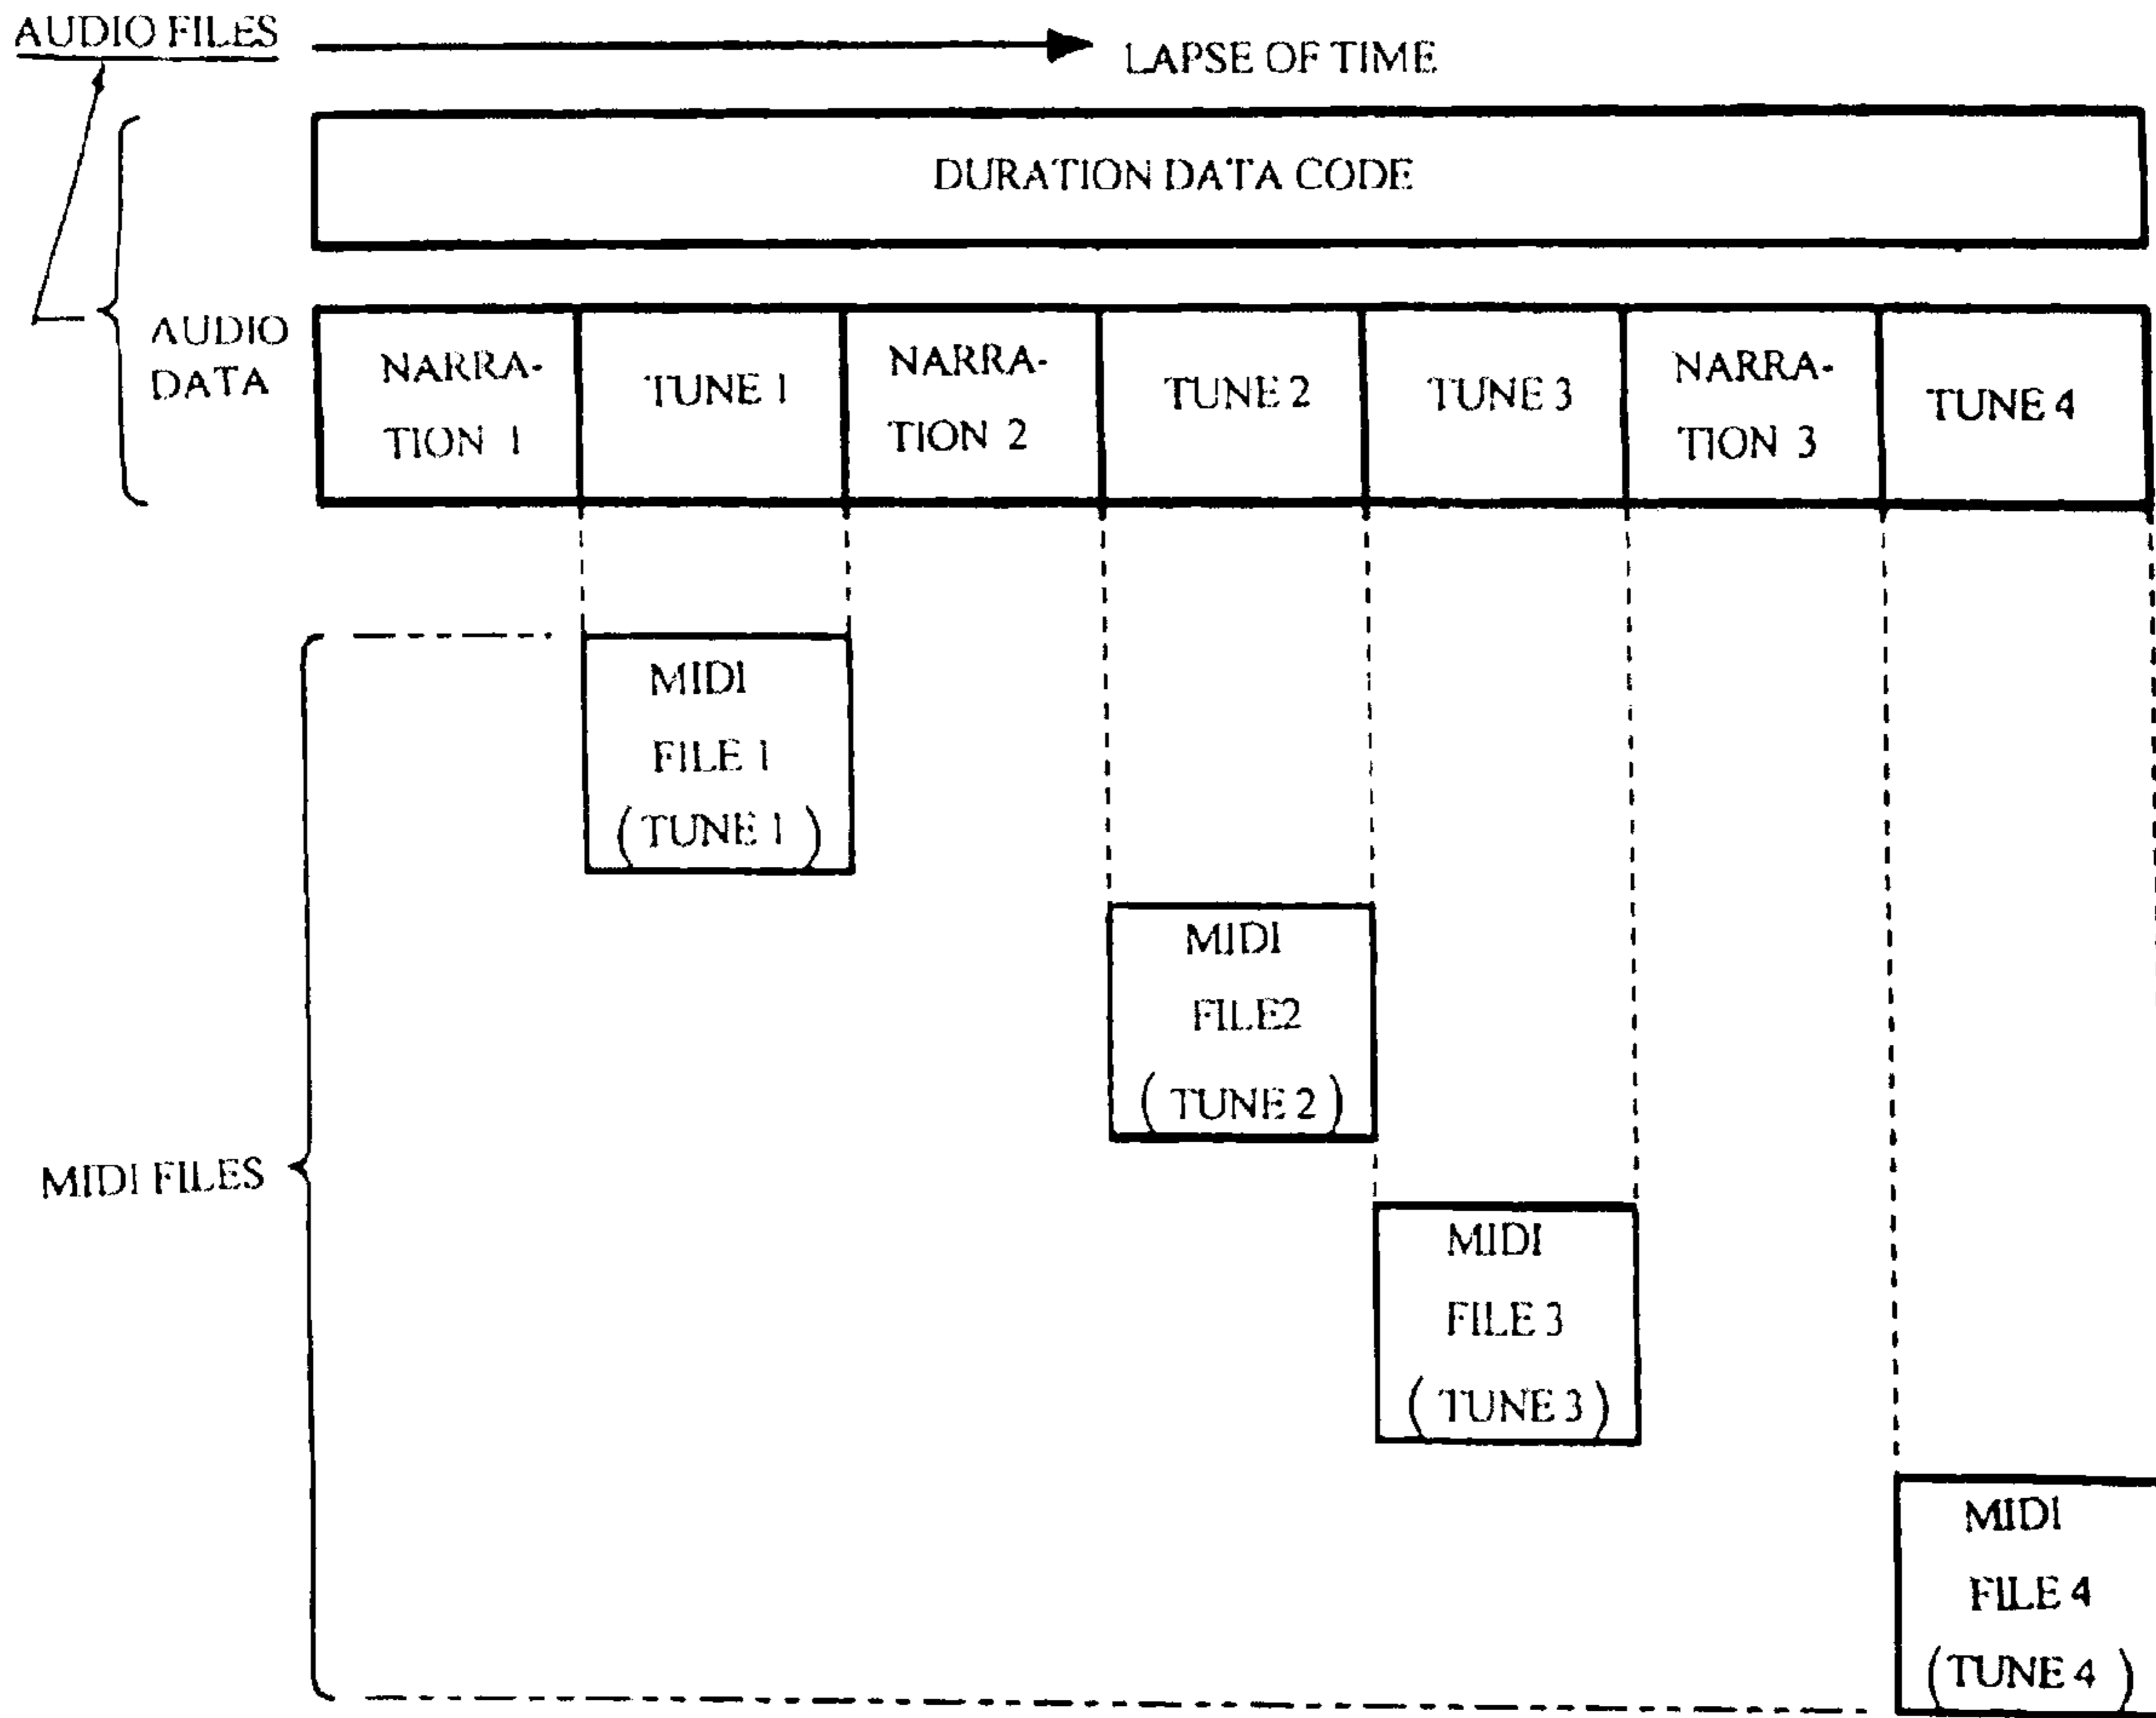 AUDIO FILES
LAPSE OF TIME
DURATION DATA CODE
AUDIO
DATA
NARRA-
TION 1
TUNE 1
NARRA-
TION 2
TUNE 2
TUNE 3
NARRA-
TION 3
TUNE 4
MIDI
FILE 1
(TUNE 1)
MIDI
FILE2
(TUNE 2)
MIDI FILES
MIDI
FILE 3
(TUNE 3)
MIDI
FILE 4
(TUNE 4)